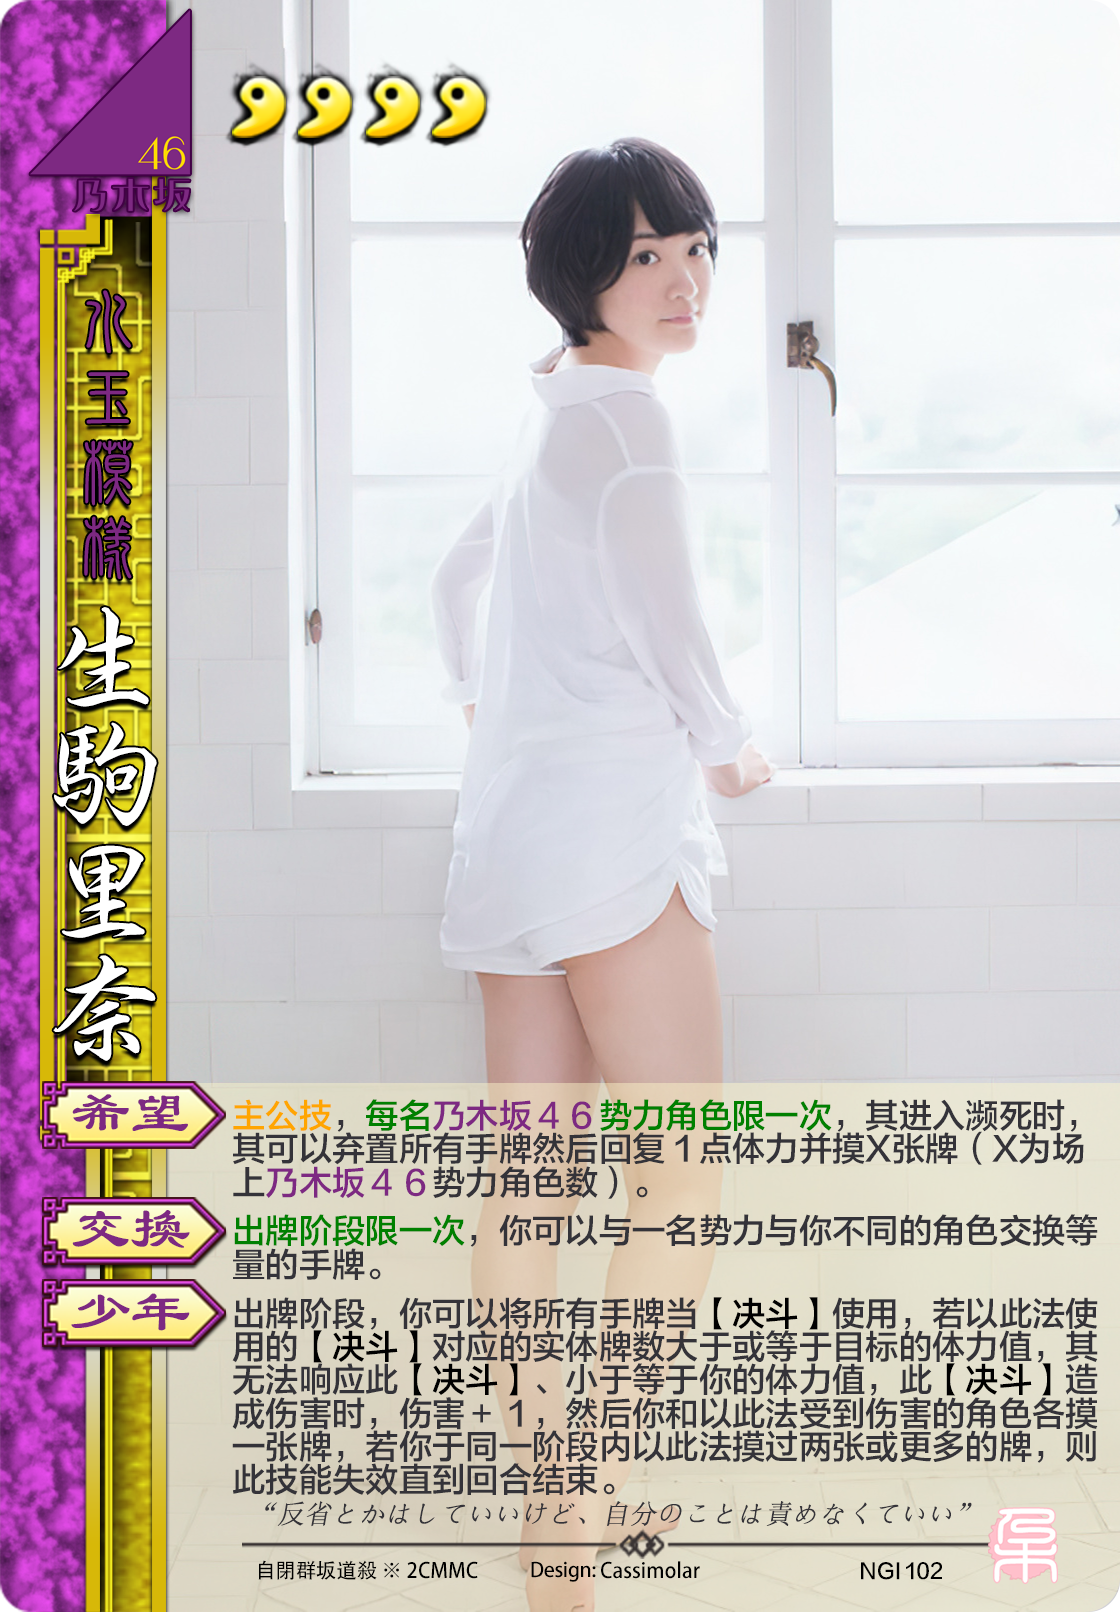 46
乃木坂
水玉模様
生駒里奈
希望
主公技，每名乃木坂４６势力角色限一次，其进入濒死时，
其可以弃置所有手牌然后回复１点体力并摸X张牌（X为场
上乃木坂４６势力角色数）。
交換
出牌阶段限一次，你可以与一名势力与你不同的角色交换等
量的手牌。
少年
出牌阶段，你可以将所有手牌当【决斗】使用，若以此法使
用的【决斗】对应的实体牌数大于或等于目标的体力值，其
无法响应此【决斗】、小于等于你的体力值，此【决斗】造
成伤害时，伤害＋１，然后你和以此法受到伤害的角色各摸
一张牌，若你于同一阶段内以此法摸过两张或更多的牌，则
此技能失效直到回合结束。
“反省とかはしていいけど、自分のことは責めなくていい”
自閉群坂道殺 ※ 2CMMC
Design: Cassimolar
NGI 102